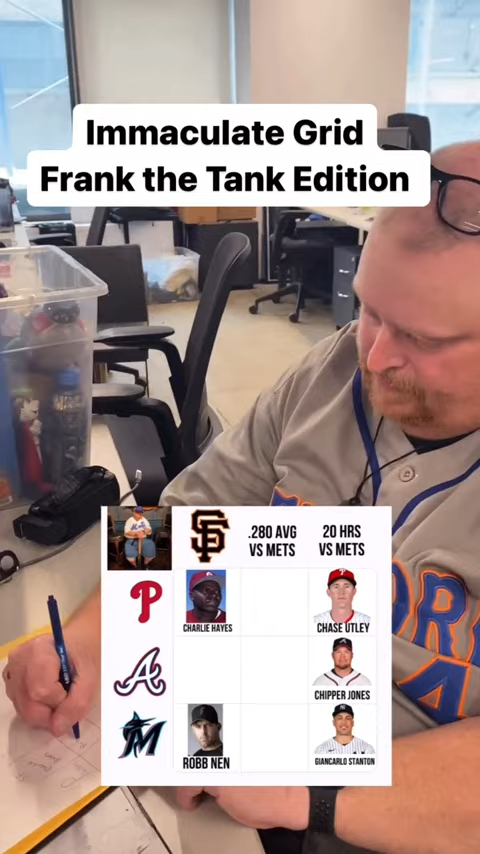 Immaculate Grid
Frank the Tank Edition
SF
.280 AVG
VS METS
20 HRS
VS METS
P
CHARLIE HAYES
CHASE UTLEY
A
CHIPPER JONES
M
ROBB NEN
GIANCARLO STANTON